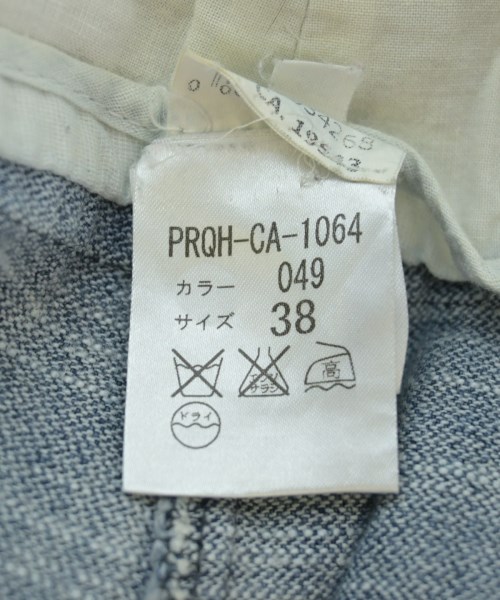 PRQH-CA-1064
カラー 049
サイズ 38
高
エンソ
サラシ
ドライ